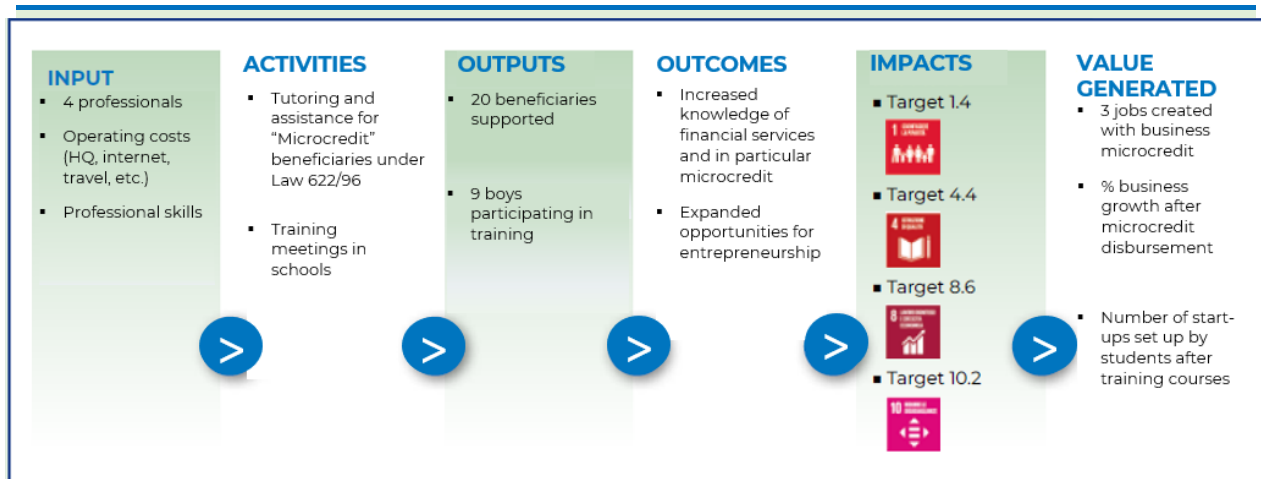 INPUT
▪ 4 professionals
▪ Operating costs
(HQ, internet,
travel, etc.)
▪ Professional skills
>
ACTIVITIES
▪ Tutoring and
assistance for
“Microcredit”
beneficiaries under
Law 622/96
▪ Training
meetings in
schools
>
OUTPUTS
▪ 20 beneficiaries
supported
▪ 9 boys
participating in
training
>
OUTCOMES
▪ Increased
knowledge of
financial services
and in particular
microcredit
▪ Expanded
opportunities for
entrepreneurship
>
IMPACTS
▪ Target 1.4
1
▪ Target 4.4
4
▪ Target 8.6
8
▪ Target 10.2
10
>
VALUE
GENERATED
▪ 3 jobs created
with business
microcredit
▪ % business
growth after
microcredit
disbursement
▪ Number of start-
ups set up by
students after
training courses